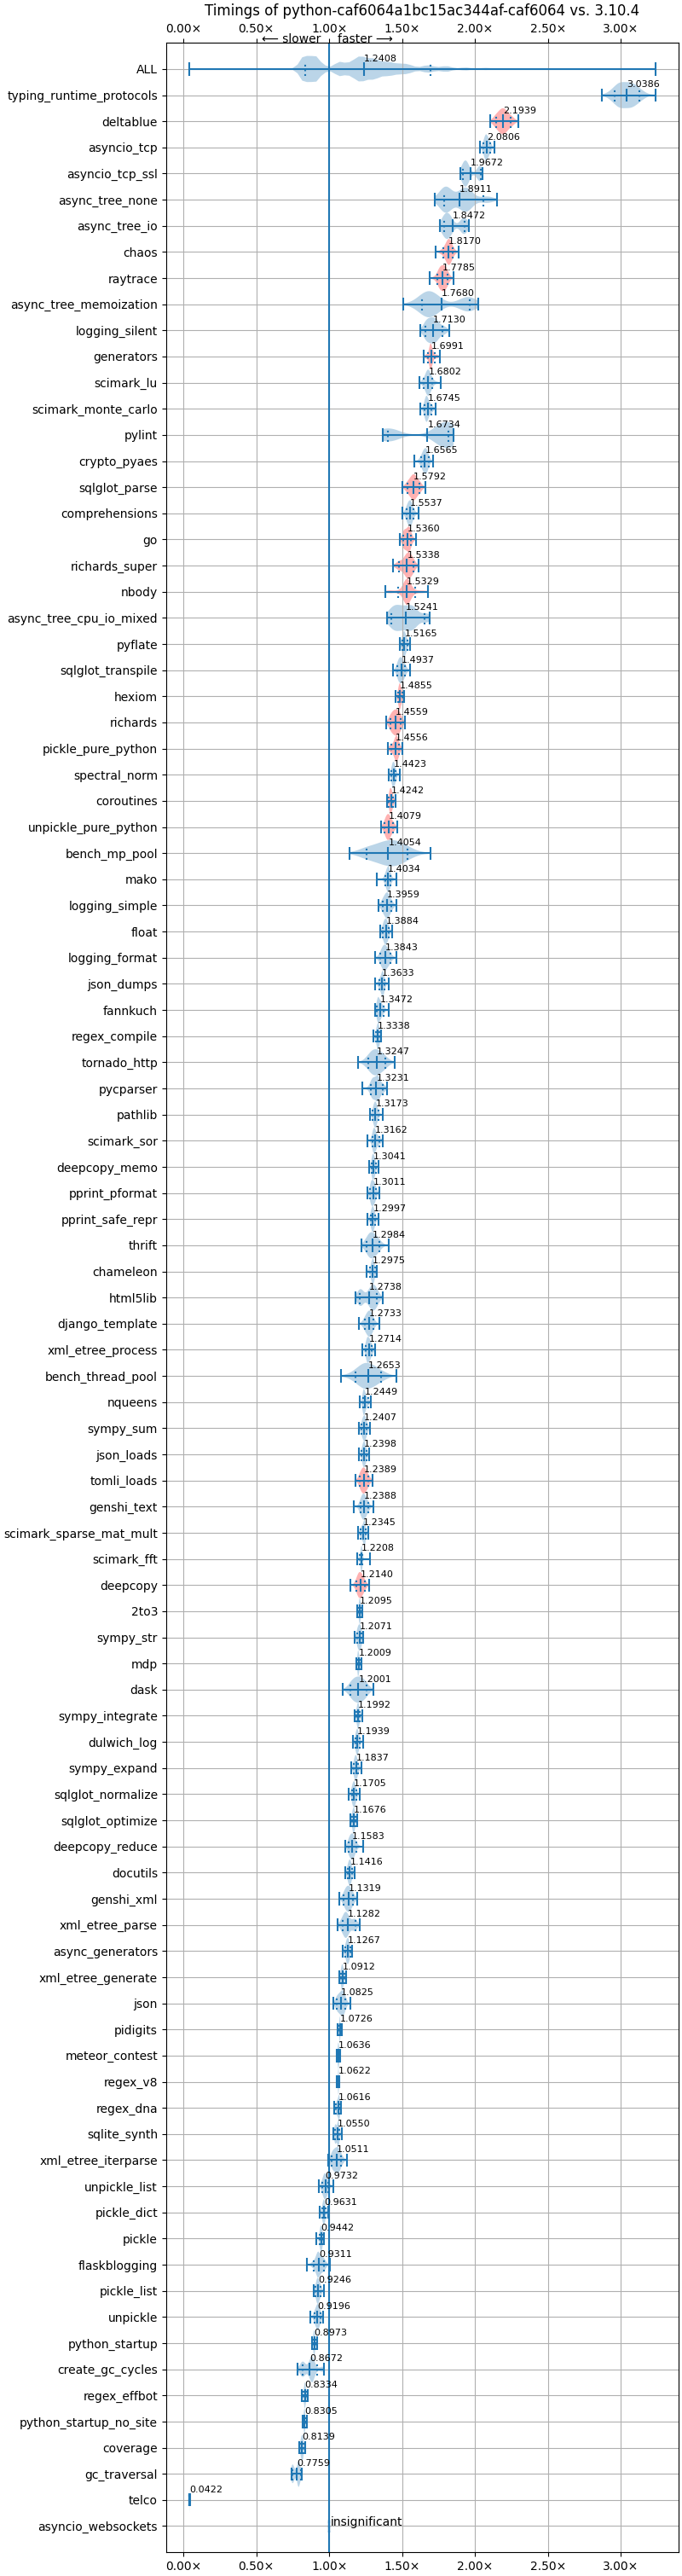 Timings of python-caf6064a1bc15ac344af-caf6064 vs. 3.10.4
0.00× 0.50× 1.00× 1.50× 2.00× 2.50× 3.00×
⟵ slower faster ⟶
ALL 1.2408
typing_runtime_protocols 3.0386
deltablue 2.1939
asyncio_tcp 2.0806
asyncio_tcp_ssl 1.9672
async_tree_none 1.8911
async_tree_io 1.8472
chaos 1.8170
raytrace 1.7785
async_tree_memoization 1.7680
logging_silent 1.7130
generators 1.6991
scimark_lu 1.6802
scimark_monte_carlo 1.6745
pylint 1.6734
crypto_pyaes 1.6565
sqlglot_parse 1.5792
comprehensions 1.5537
go 1.5360
richards_super 1.5338
nbody 1.5329
async_tree_cpu_io_mixed 1.5241
pyflate 1.5165
sqlglot_transpile 1.4937
hexiom 1.4855
richards 1.4559
pickle_pure_python 1.4556
spectral_norm 1.4423
coroutines 1.4242
unpickle_pure_python 1.4079
bench_mp_pool 1.4054
mako 1.4034
logging_simple 1.3959
float 1.3884
logging_format 1.3843
json_dumps 1.3633
fannkuch 1.3472
regex_compile 1.3338
tornado_http 1.3247
pycparser 1.3231
pathlib 1.3173
scimark_sor 1.3162
deepcopy_memo 1.3041
pprint_pformat 1.3011
pprint_safe_repr 1.2997
thrift 1.2984
chameleon 1.2975
html5lib 1.2738
django_template 1.2733
xml_etree_process 1.2714
bench_thread_pool 1.2653
nqueens 1.2449
sympy_sum 1.2407
json_loads 1.2398
tomli_loads 1.2389
genshi_text 1.2388
scimark_sparse_mat_mult 1.2345
scimark_fft 1.2208
deepcopy 1.2140
2to3 1.2095
sympy_str 1.2071
mdp 1.2009
dask 1.2001
sympy_integrate 1.1992
dulwich_log 1.1939
sympy_expand 1.1837
sqlglot_normalize 1.1705
sqlglot_optimize 1.1676
deepcopy_reduce 1.1583
docutils 1.1416
genshi_xml 1.1319
xml_etree_parse 1.1282
async_generators 1.1267
xml_etree_generate 1.0912
json 1.0825
pidigits 1.0726
meteor_contest 1.0636
regex_v8 1.0622
regex_dna 1.0616
sqlite_synth 1.0550
xml_etree_iterparse 1.0511
unpickle_list 0.9732
pickle_dict 0.9631
pickle 0.9442
flaskblogging 0.9311
pickle_list 0.9246
unpickle 0.9196
python_startup 0.8973
create_gc_cycles 0.8672
regex_effbot 0.8334
python_startup_no_site 0.8305
coverage 0.8139
gc_traversal 0.7759
telco 0.0422
asyncio_websockets insignificant
0.00× 0.50× 1.00× 1.50× 2.00× 2.50× 3.00×